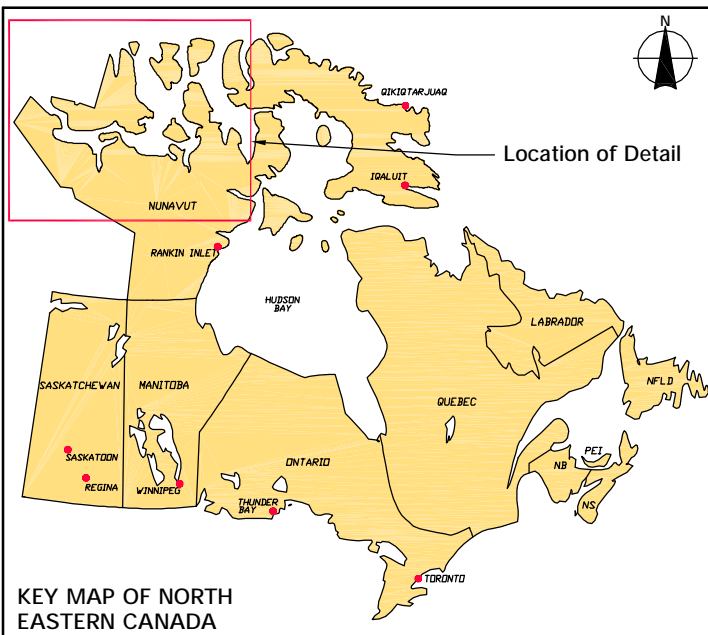 N
QIKIQTARJUAQ
Location of Detail
IQALUIT
NUNAVUT
RANKIN INLET
HUDSON
BAY
LABRADOR
SASKATCHEWAN
MANITOBA
NFLD
QUEBEC
SASKATOON
ONTARIO
PEI
NB
REGINA
WINNIPEG
THUNDER
BAY
NS
TORONTO
KEY MAP OF NORTH
EASTERN CANADA